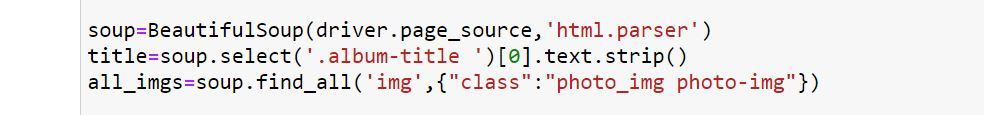 soup=BeautifulSoup(driver.page_source,'html.parser')
title=soup.select('.album-title ')[0].text.strip()
all_imgs=soup.find_all('img',{"class":"photo_img photo-img"})